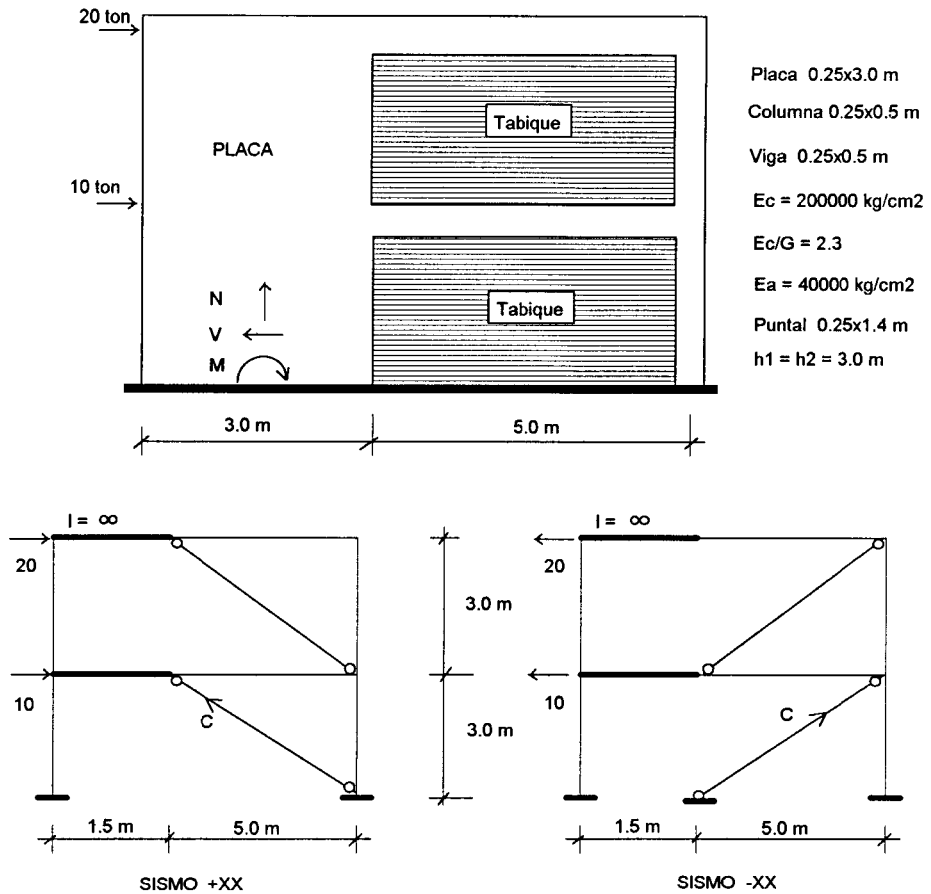 20 ton
Placa 0.25x3.0 m
Tabique
Columna 0.25x0.5 m
PLACA
Viga 0.25x0.5 m
10 ton
Ec = 200000 kg/cm2
Ec/G = 2.3
N
Ea = 40000 kg/cm2
Tabique
V
Puntal 0.25x1.4 m
M
h1 = h2 = 3.0 m
3.0 m
5.0 m
I = ∞
I = ∞
20
20
3.0 m
10
10
C
C
3.0 m
1.5 m
5.0 m
1.5 m
5.0 m
SISMO +XX
SISMO -XX